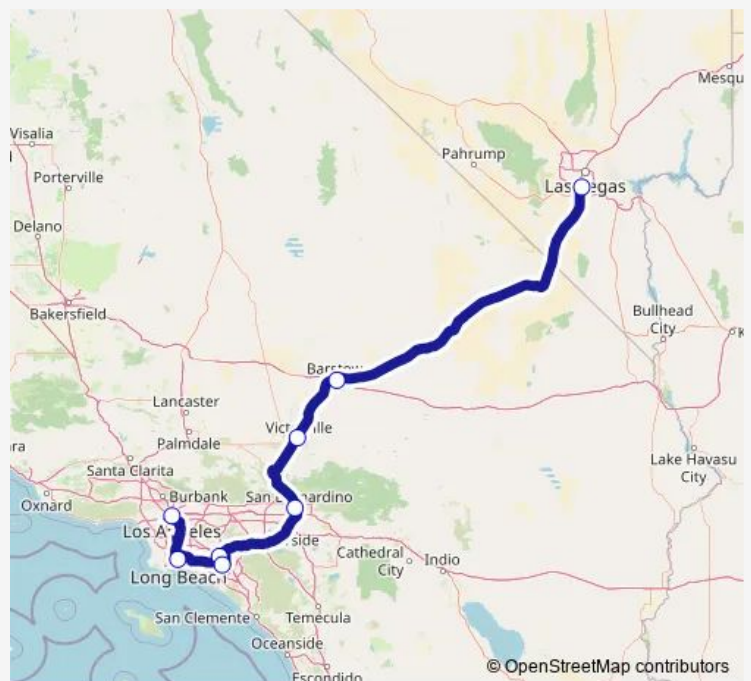 Mesqu
Visalia
Pahrump
Porterville
Las Vegas
Delano
Bakersfield
Bullhead
City
Barstow
Lancaster
Victorville
Palmdale
Lake Havasu
City
Santa Clarita
Oxnard
Burbank
San Bernardino
Los Angeles
side
Cathedral
City
Indio
Long Beach
San Clemente
Temecula
Oceanside
Escondido
© OpenStreetMap contributors